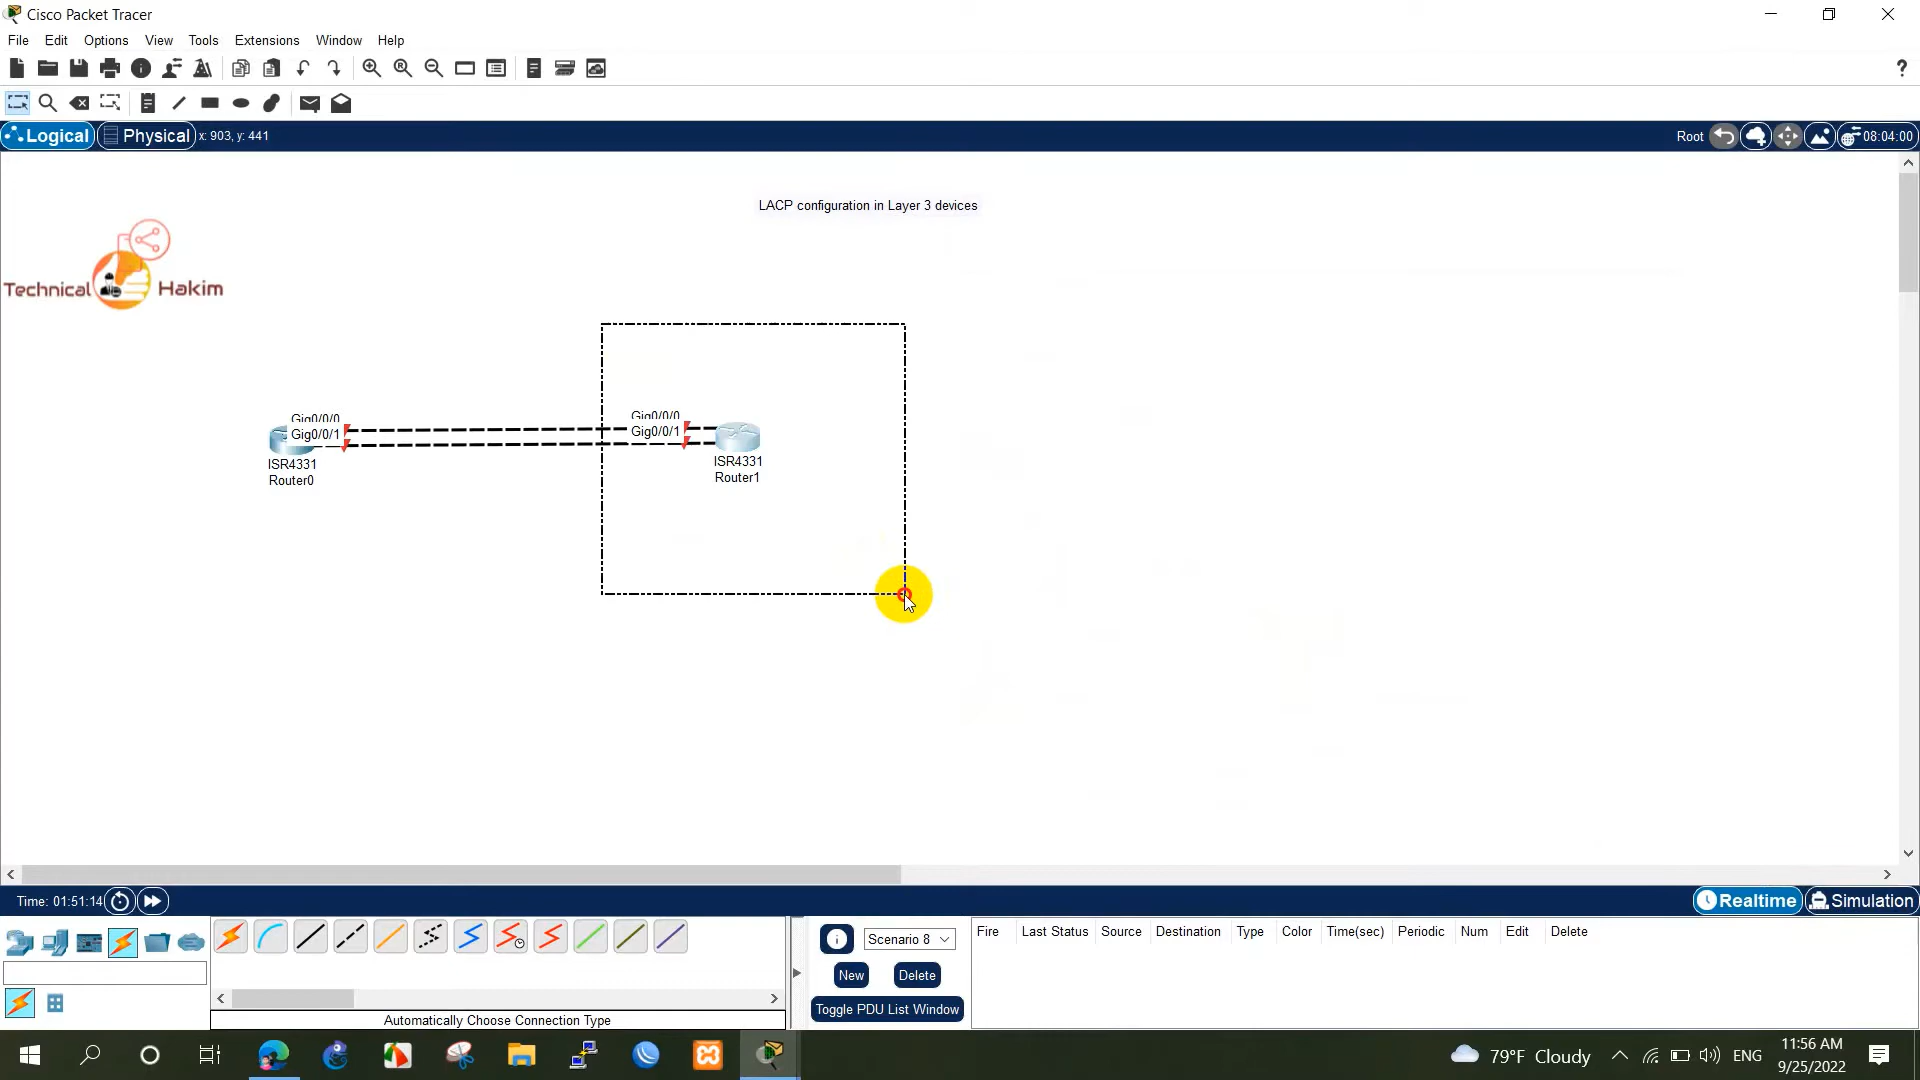 Cisco Packet Tracer
File Edit Options View Tools Extensions Window Help
?
Logical Physical x: 903, y: 441 Root 08:04:00
LACP configuration in Layer 3 devices
Technical Hakim
Gig0/0/0
Gig0/0/1
ISR4331
Router0
Gig0/0/0
Gig0/0/1
ISR4331
Router1
Time: 01:51:14 Realtime Simulation
Scenario 8
New Delete
Toggle PDU List Window
Fire Last Status Source Destination Type Color Time(sec) Periodic Num Edit Delete
Automatically Choose Connection Type
79°F Cloudy ENG
11:56 AM
9/25/2022